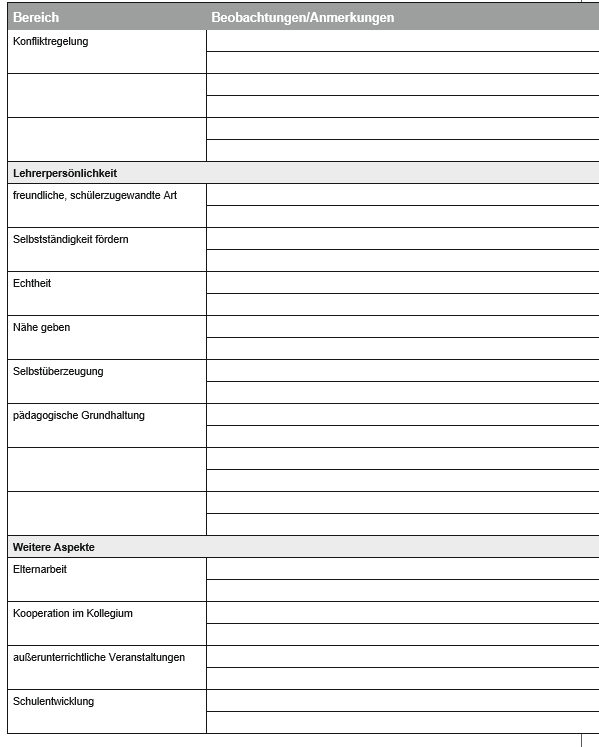 Bereich Beobachtungen/Anmerkungen
Konfliktregelung
Lehrerpersönlichkeit
freundliche, schülerzugewandte Art
Selbstständigkeit fördern
Echtheit
Nähe geben
Selbstüberzeugung
pädagogische Grundhaltung
Weitere Aspekte
Elternarbeit
Kooperation im Kollegium
außerunterrichtliche Veranstaltungen
Schulentwicklung